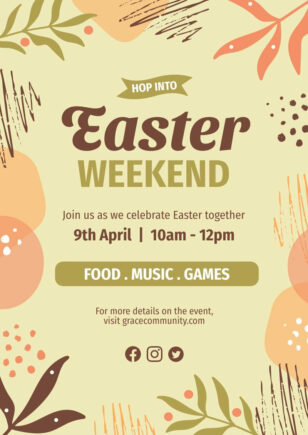 HOP INTO
Easter
WEEKEND
Join us as we celebrate Easter together
9th April | 10am - 12pm
FOOD . MUSIC . GAMES
For more details on the event,
visit gracecommunity.com